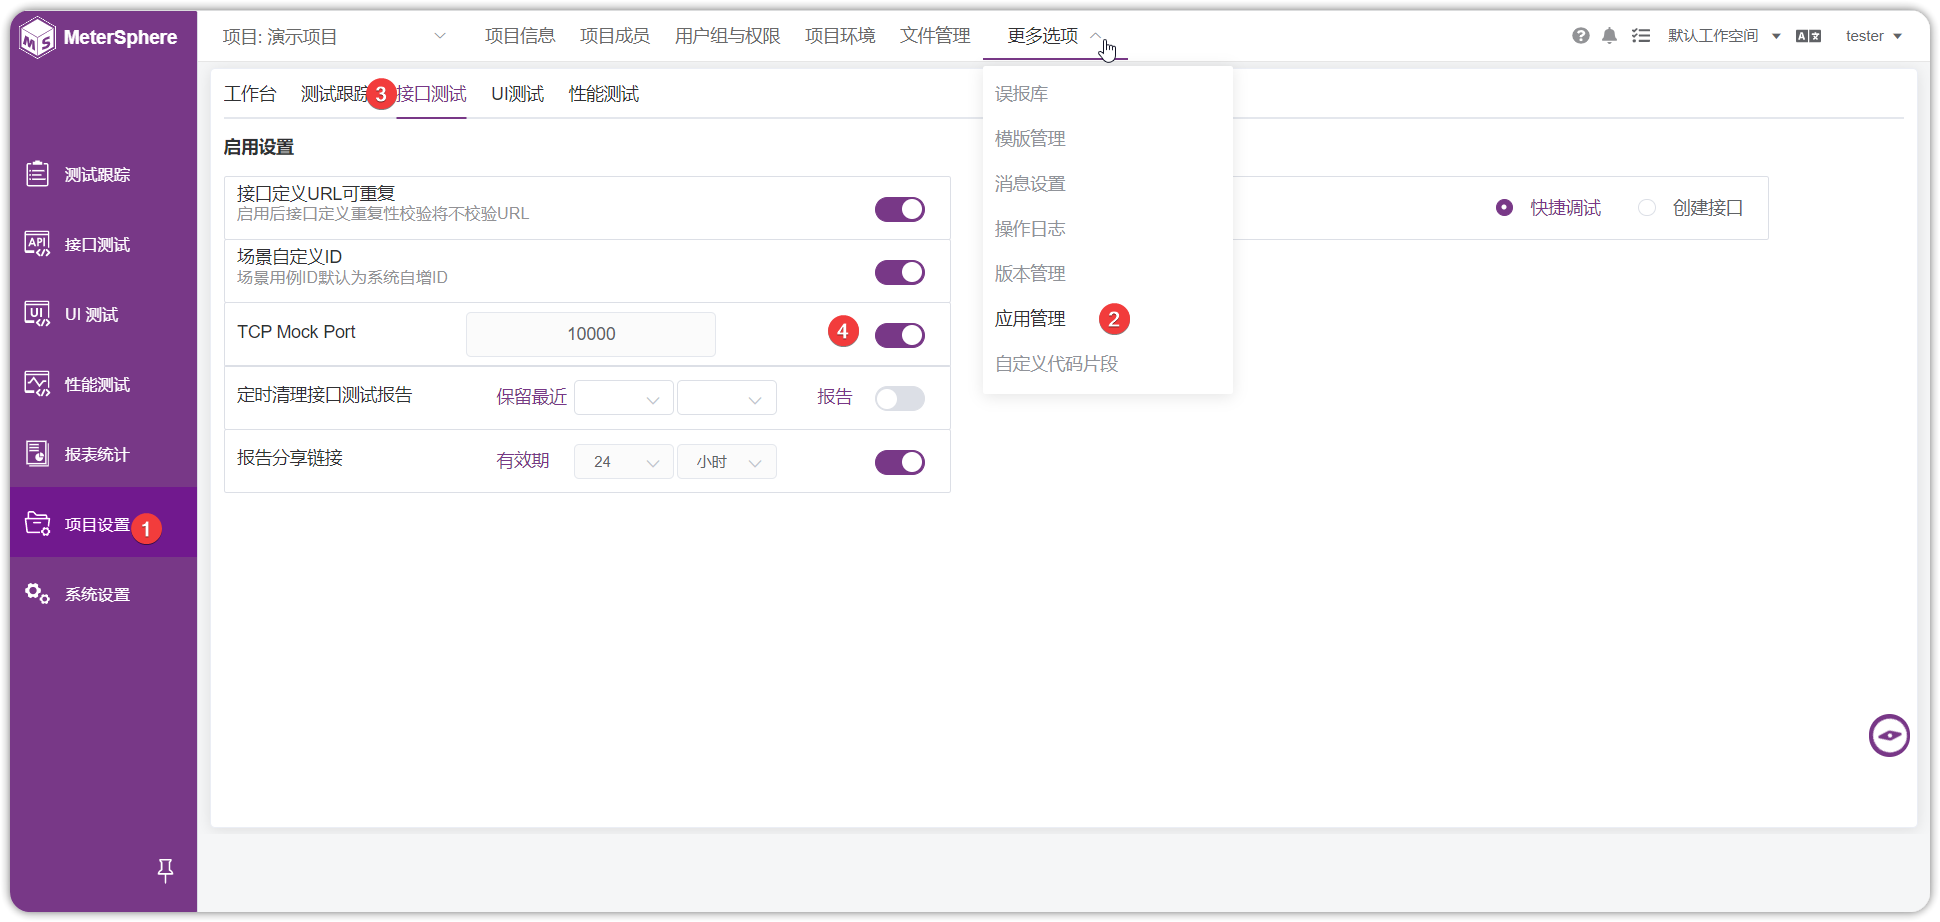 MeterSphere
项目: 演示项目
项目信息
项目成员
用户组与权限
项目环境
文件管理
更多选项
默认工作空间
tester
测试跟踪
接口测试
UI 测试
性能测试
报表统计
项目设置
1
系统设置
工作台
测试跟踪
3
接口测试
UI测试
性能测试
启用设置
接口定义URL可重复
启用后接口定义重复性校验将不校验URL
场景自定义ID
场景用例ID默认为系统自增ID
TCP Mock Port
10000
4
定时清理接口测试报告
保留最近
报告
报告分享链接
有效期
24
小时
误报库
模版管理
消息设置
操作日志
版本管理
应用管理
2
自定义代码片段
快捷调试
创建接口